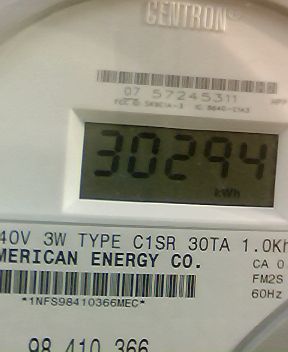 CENTRON®
07 57245311
30294
kWh
40V 3W TYPE C1SR 30TA 1.0Kh
MERICAN ENERGY CO.
CA 0
FM2S
60Hz
*1NFS98410366MEC*
98 410 366